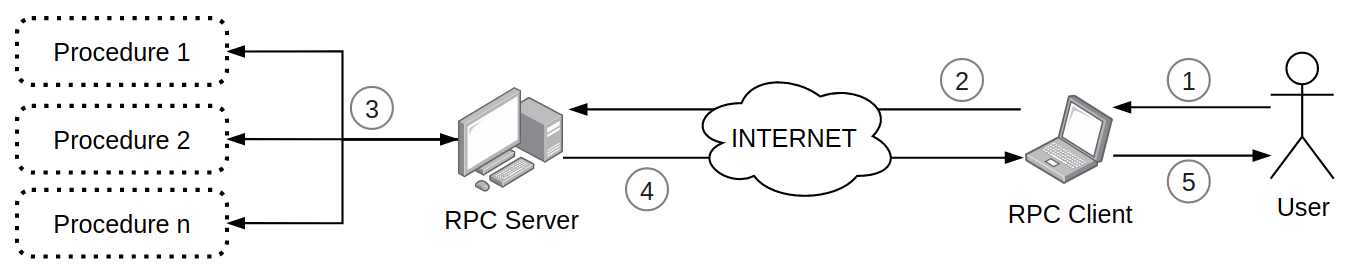 Procedure 1
Procedure 2
Procedure n
3
RPC Server
4
INTERNET
2
RPC Client
1
5
User